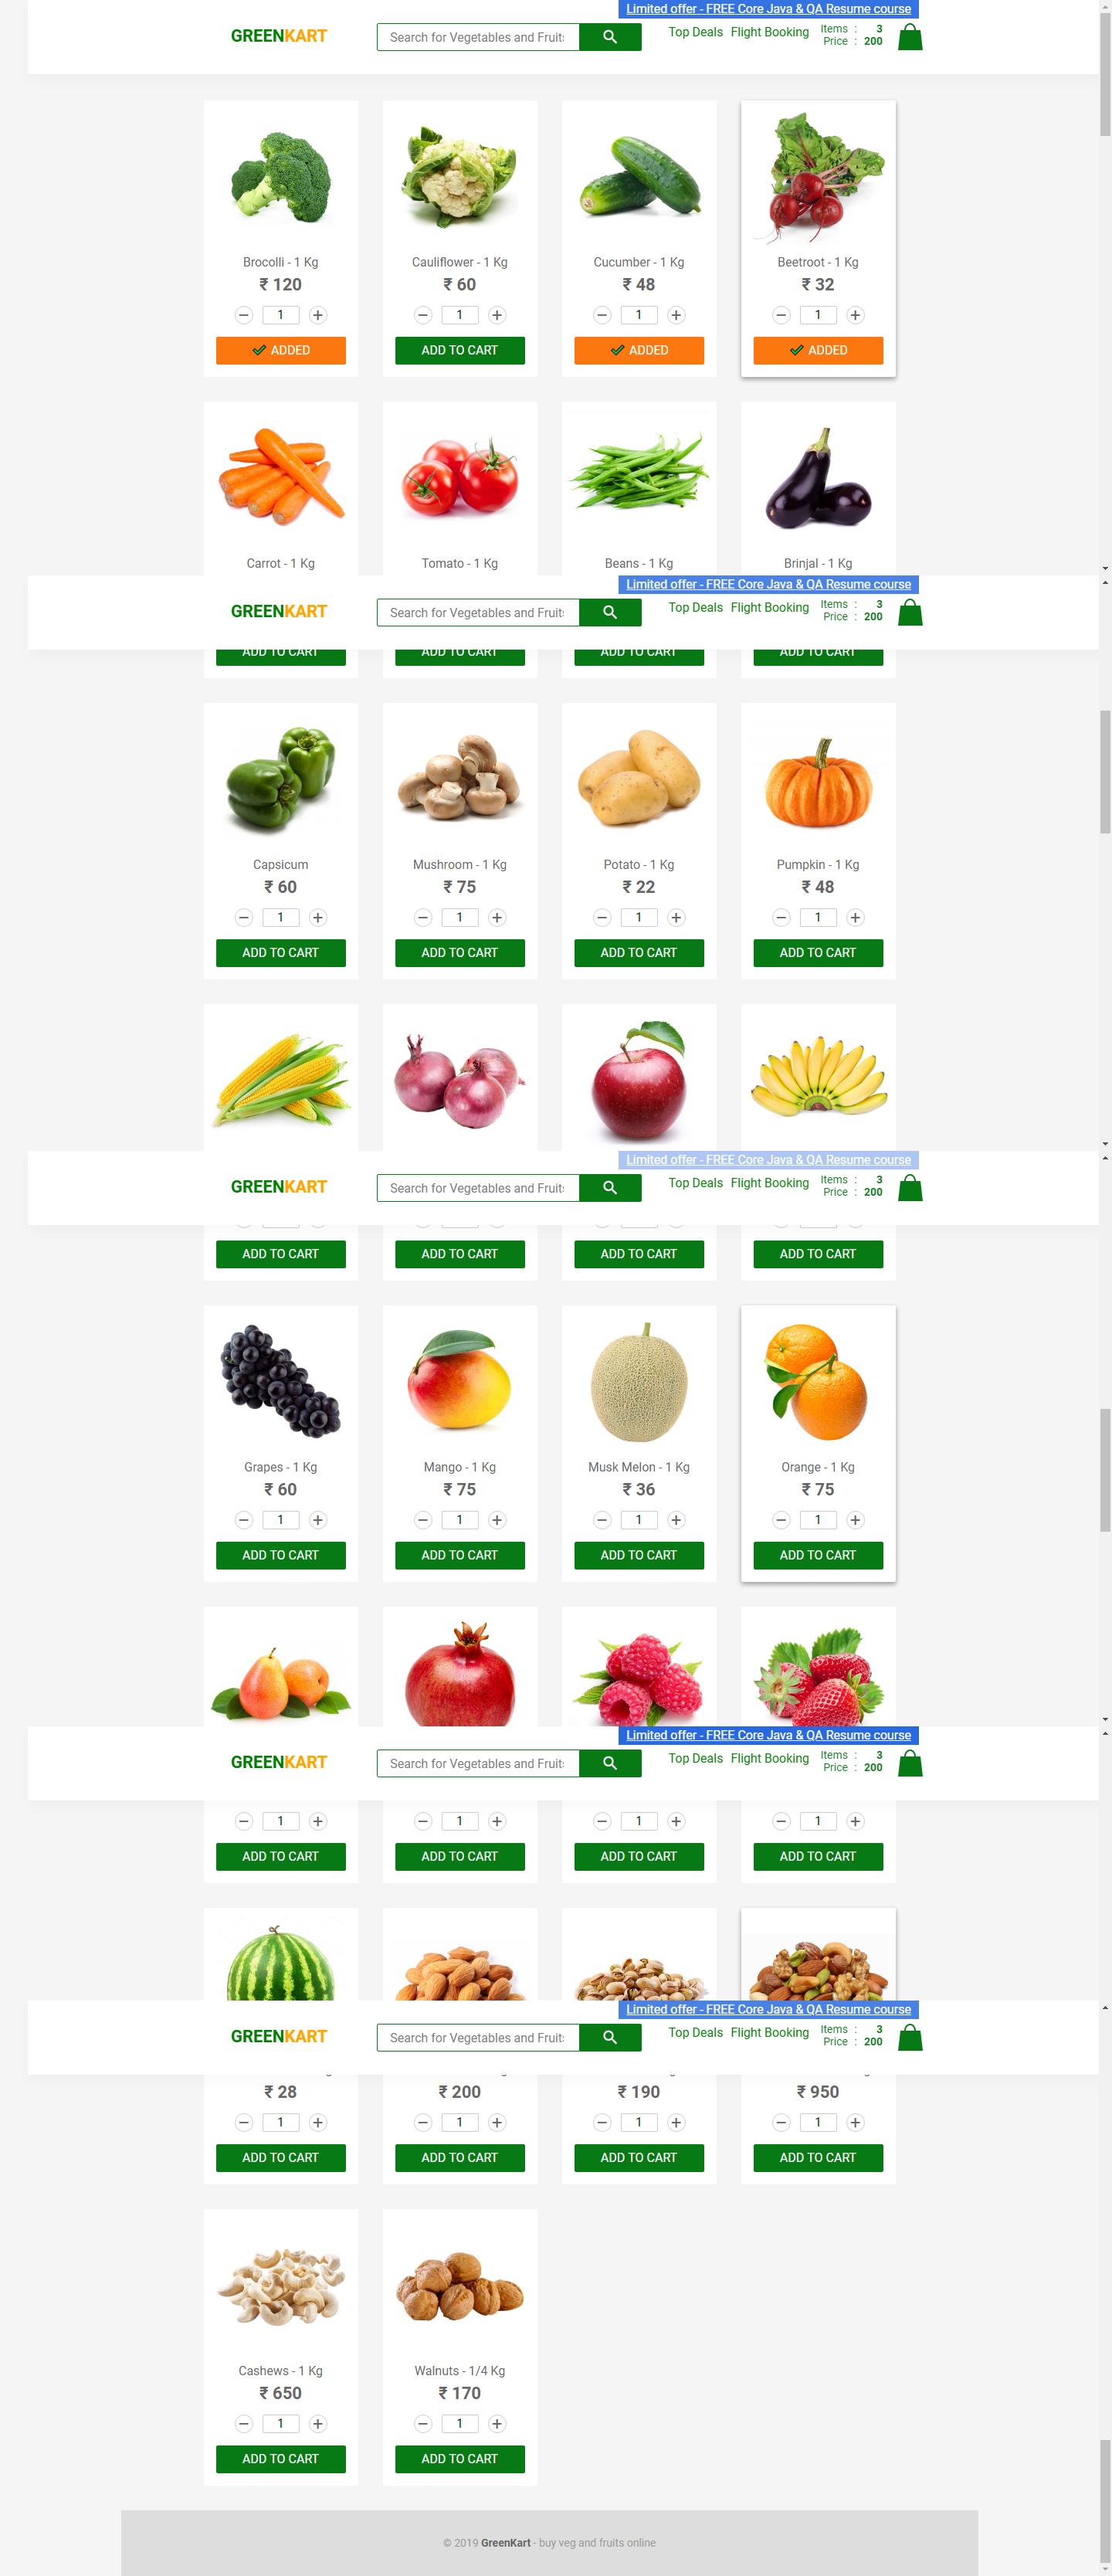 Limited offer - FREE Core Java & QA Resume course
GREENKART
Search for Vegetables and Fruit
Top Deals Flight Booking
Items : 3
Price : 200
Brocolli - 1 Kg Cauliflower - 1 Kg Cucumber - 1 Kg Beetroot - 1 Kg
₹ 120 ₹ 60 ₹ 48 ₹ 32
− 1 + − 1 + − 1 + − 1 +
ADDED ADD TO CART ADDED ADDED
Carrot - 1 Kg Tomato - 1 Kg Beans - 1 Kg Brinjal - 1 Kg
Limited offer - FREE Core Java & QA Resume course
GREENKART
Search for Vegetables and Fruit
Top Deals Flight Booking
Items : 3
Price : 200
ADD TO CART ADD TO CART ADD TO CART ADD TO CART
Capsicum Mushroom - 1 Kg Potato - 1 Kg Pumpkin - 1 Kg
₹ 60 ₹ 75 ₹ 22 ₹ 48
− 1 + − 1 + − 1 + − 1 +
ADD TO CART ADD TO CART ADD TO CART ADD TO CART
Limited offer - FREE Core Java & QA Resume course
GREENKART
Search for Vegetables and Fruit
Top Deals Flight Booking
Items : 3
Price : 200
ADD TO CART ADD TO CART ADD TO CART ADD TO CART
Grapes - 1 Kg Mango - 1 Kg Musk Melon - 1 Kg Orange - 1 Kg
₹ 60 ₹ 75 ₹ 36 ₹ 75
− 1 + − 1 + − 1 + − 1 +
ADD TO CART ADD TO CART ADD TO CART ADD TO CART
Limited offer - FREE Core Java & QA Resume course
GREENKART
Search for Vegetables and Fruit
Top Deals Flight Booking
Items : 3
Price : 200
− 1 + − 1 + − 1 + − 1 +
ADD TO CART ADD TO CART ADD TO CART ADD TO CART
Limited offer - FREE Core Java & QA Resume course
GREENKART
Search for Vegetables and Fruit
Top Deals Flight Booking
Items : 3
Price : 200
₹ 28 ₹ 200 ₹ 190 ₹ 950
− 1 + − 1 + − 1 + − 1 +
ADD TO CART ADD TO CART ADD TO CART ADD TO CART
Cashews - 1 Kg Walnuts - 1/4 Kg
₹ 650 ₹ 170
− 1 + − 1 +
ADD TO CART ADD TO CART
© 2019 GreenKart - buy veg and fruits online